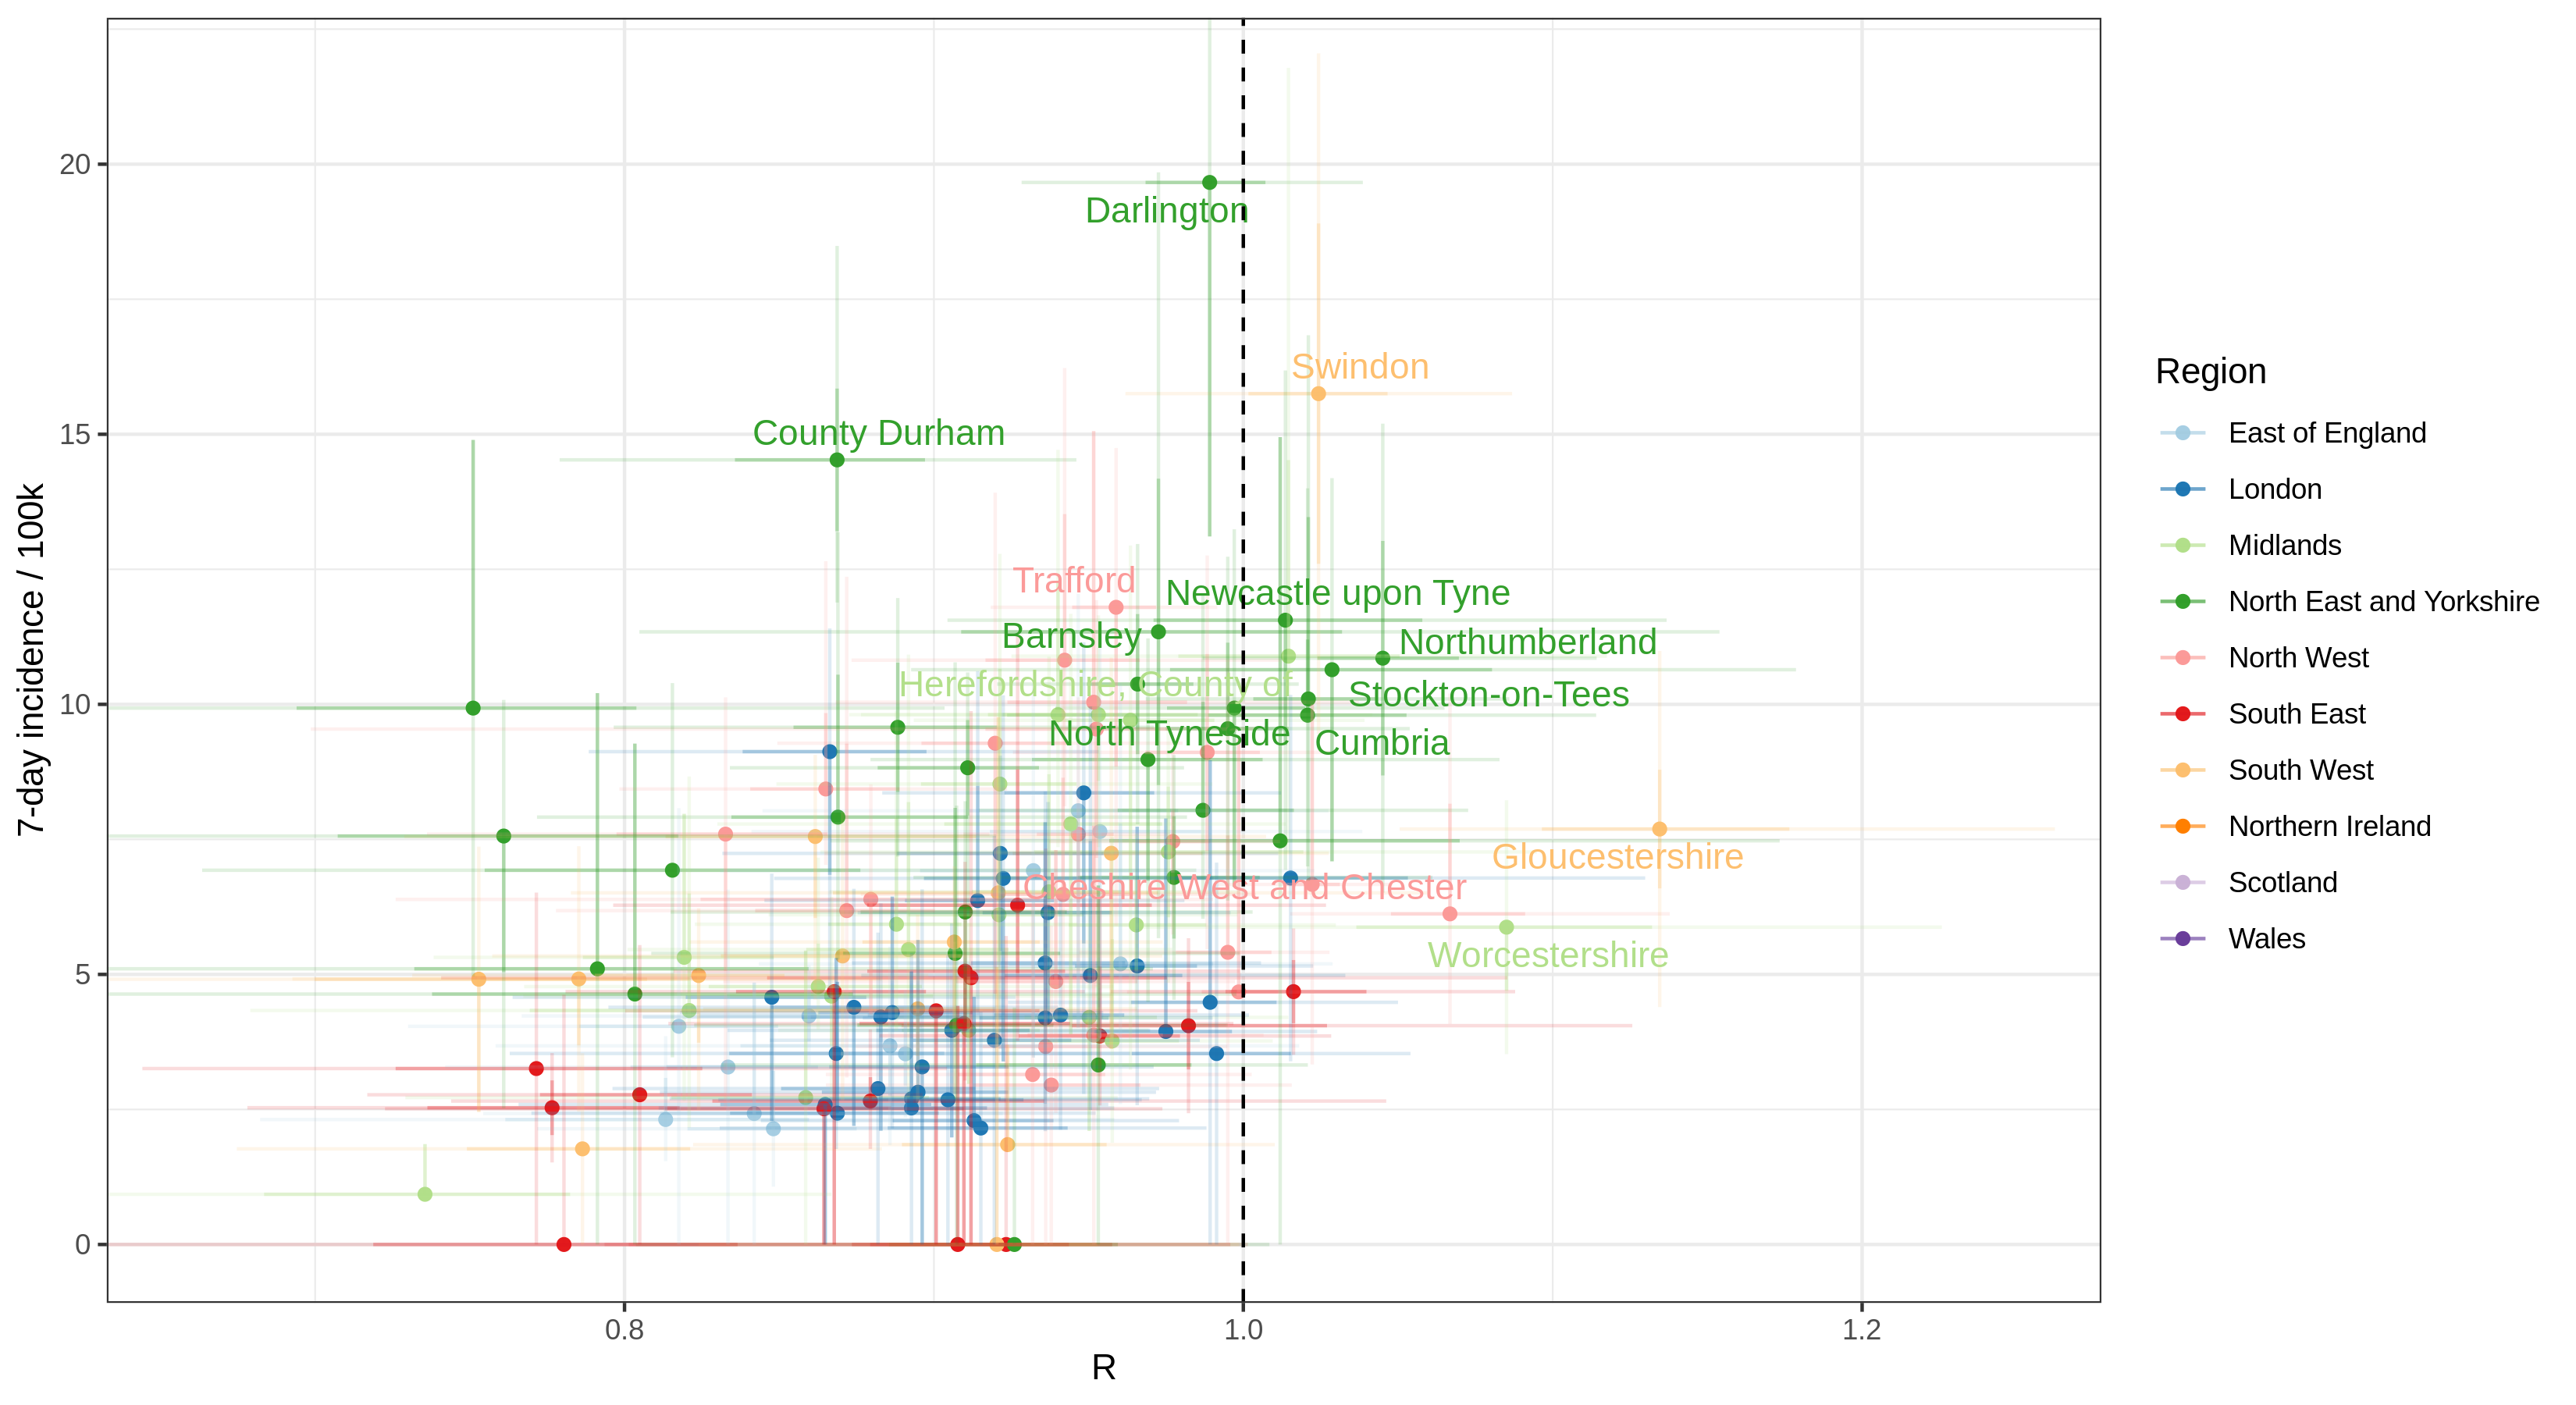 Darlington
Swindon
County Durham
Trafford
Newcastle upon Tyne
Barnsley
Northumberland
Herefordshire, County of
Stockton-on-Tees
North Tyneside
Cumbria
Gloucestershire
Cheshire West and Chester
Worcestershire
20
15
10
5
0
7-day incidence / 100k
0.8
1.0
1.2
R
Region
East of England
London
Midlands
North East and Yorkshire
North West
South East
South West
Northern Ireland
Scotland
Wales